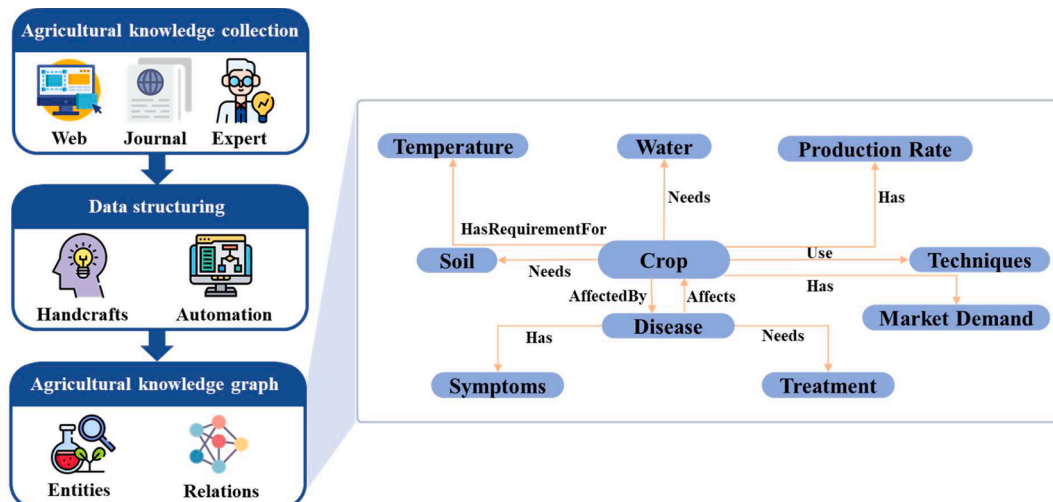 Agricultural knowledge collection
Web
Journal
Expert
Data structuring
Handcrafts
Automation
Agricultural knowledge graph
Entities
Relations
Temperature
Water
Production Rate
Needs
Has
HasRequirementFor
Soil
Crop
Use
Techniques
Needs
Has
AffectedBy
Affects
Market Demand
Disease
Has
Needs
Symptoms
Treatment